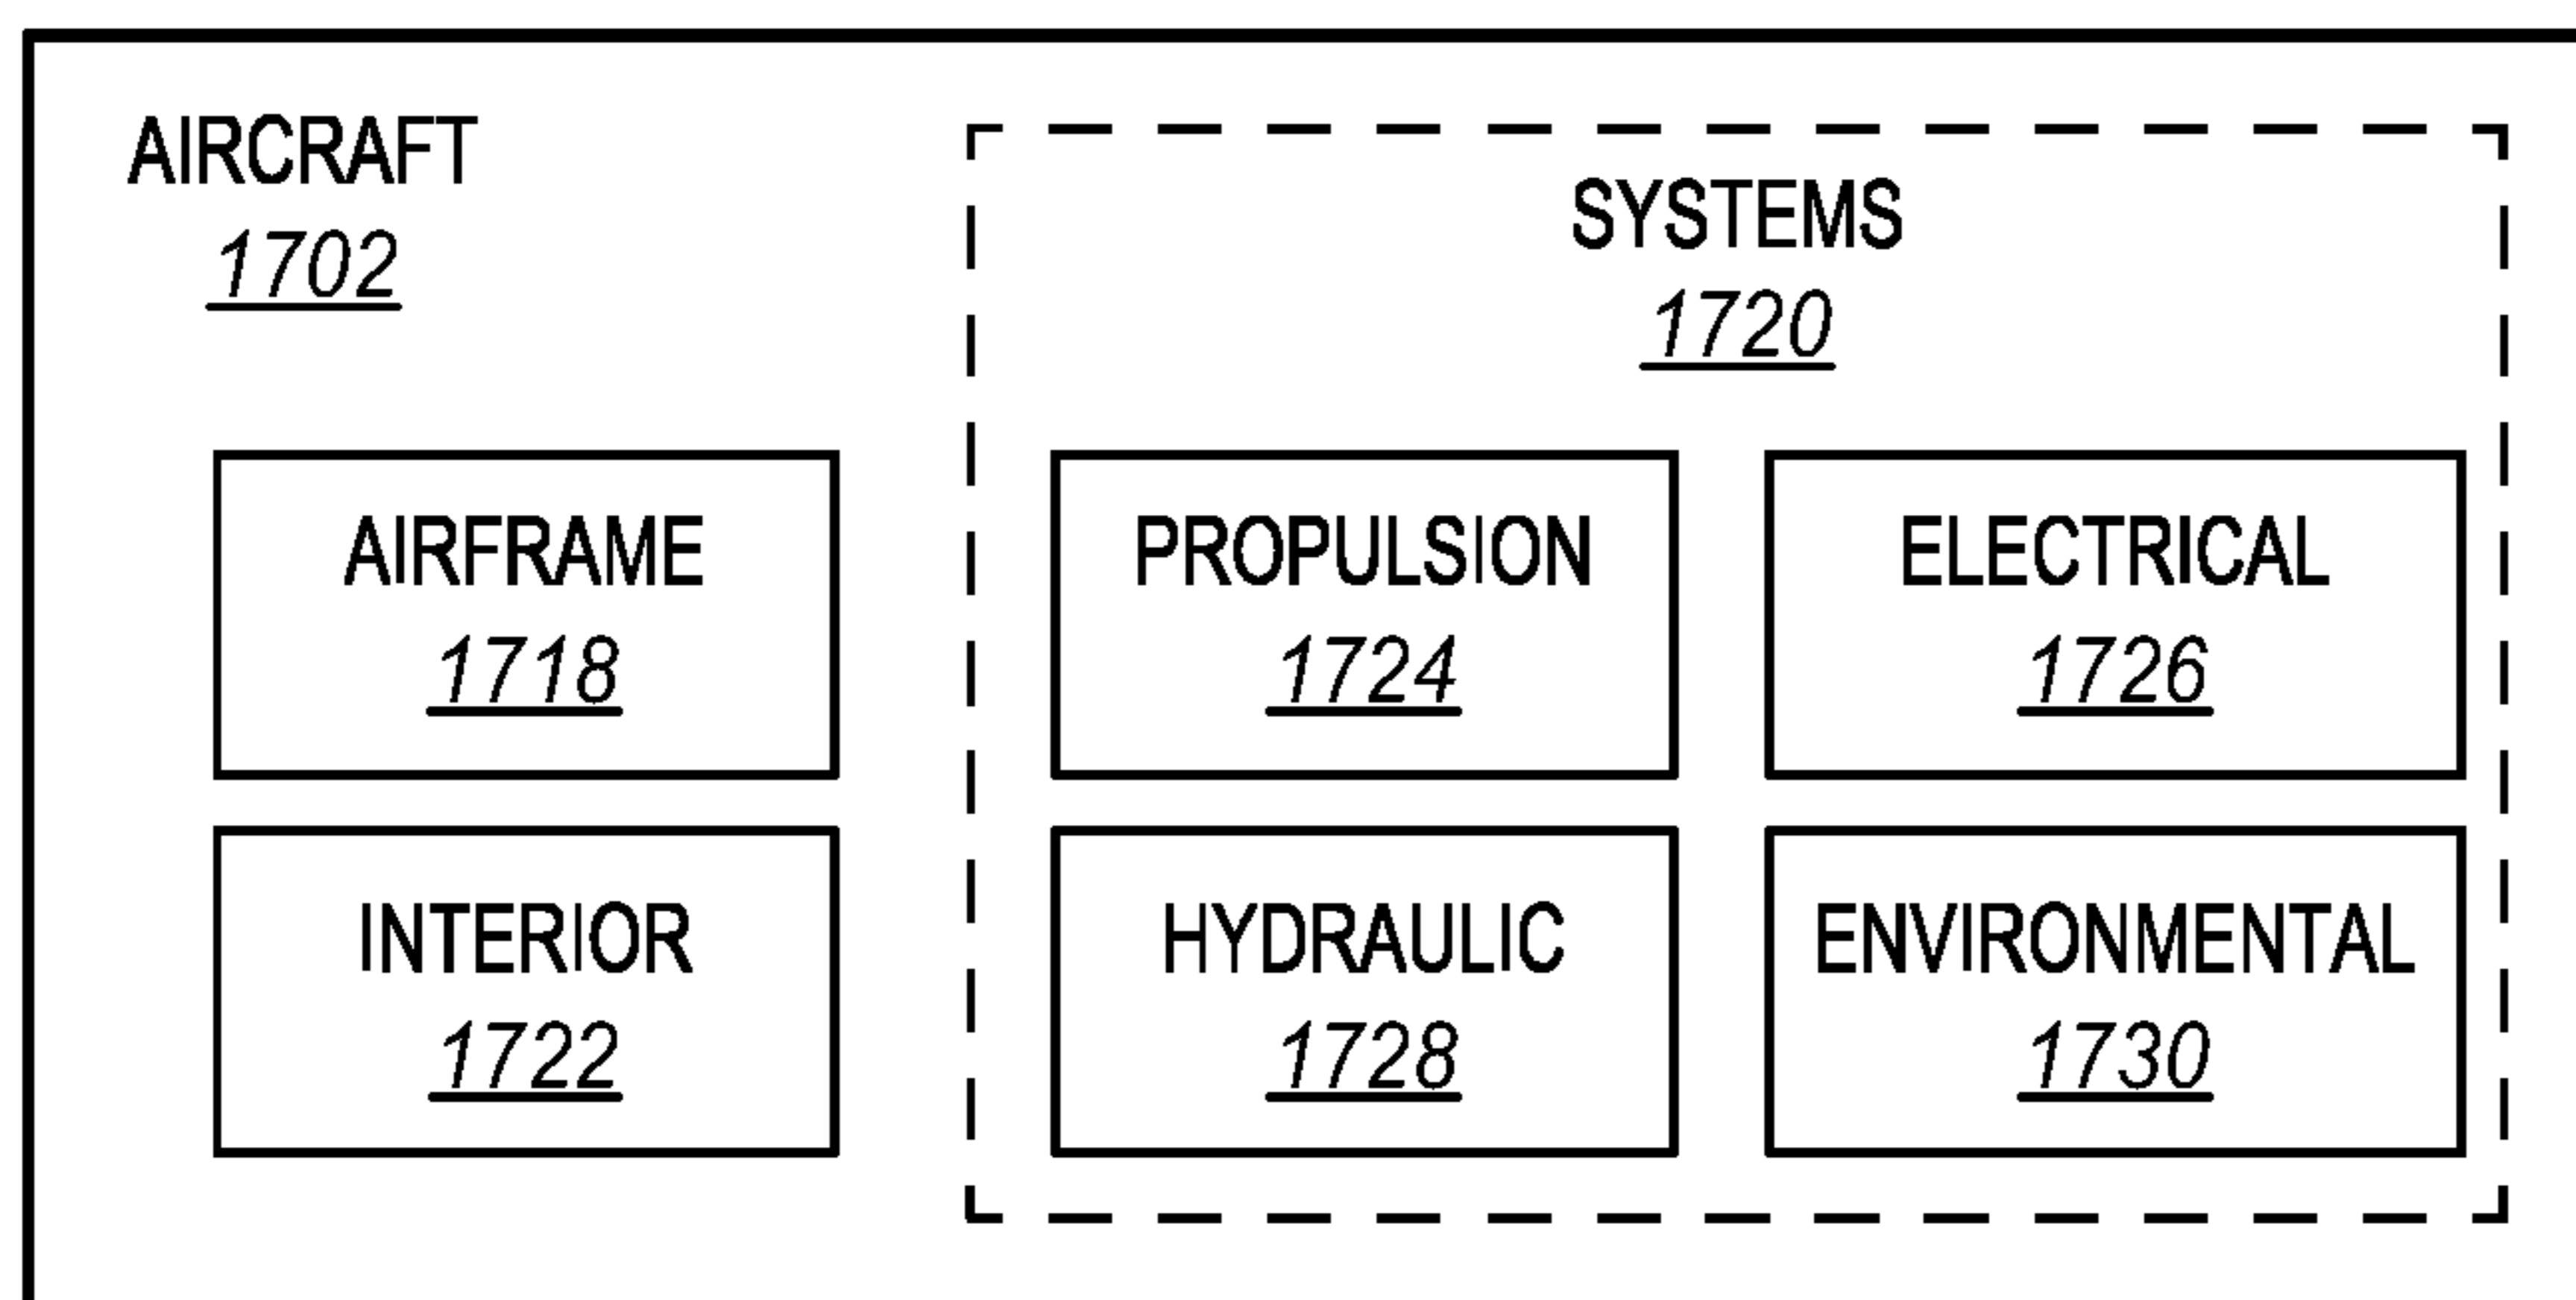 AIRCRAFT
1702
SYSTEMS
1720
AIRFRAME
1718
PROPULSION
1724
ELECTRICAL
1726
INTERIOR
1722
HYDRAULIC
1728
ENVIRONMENTAL
1730